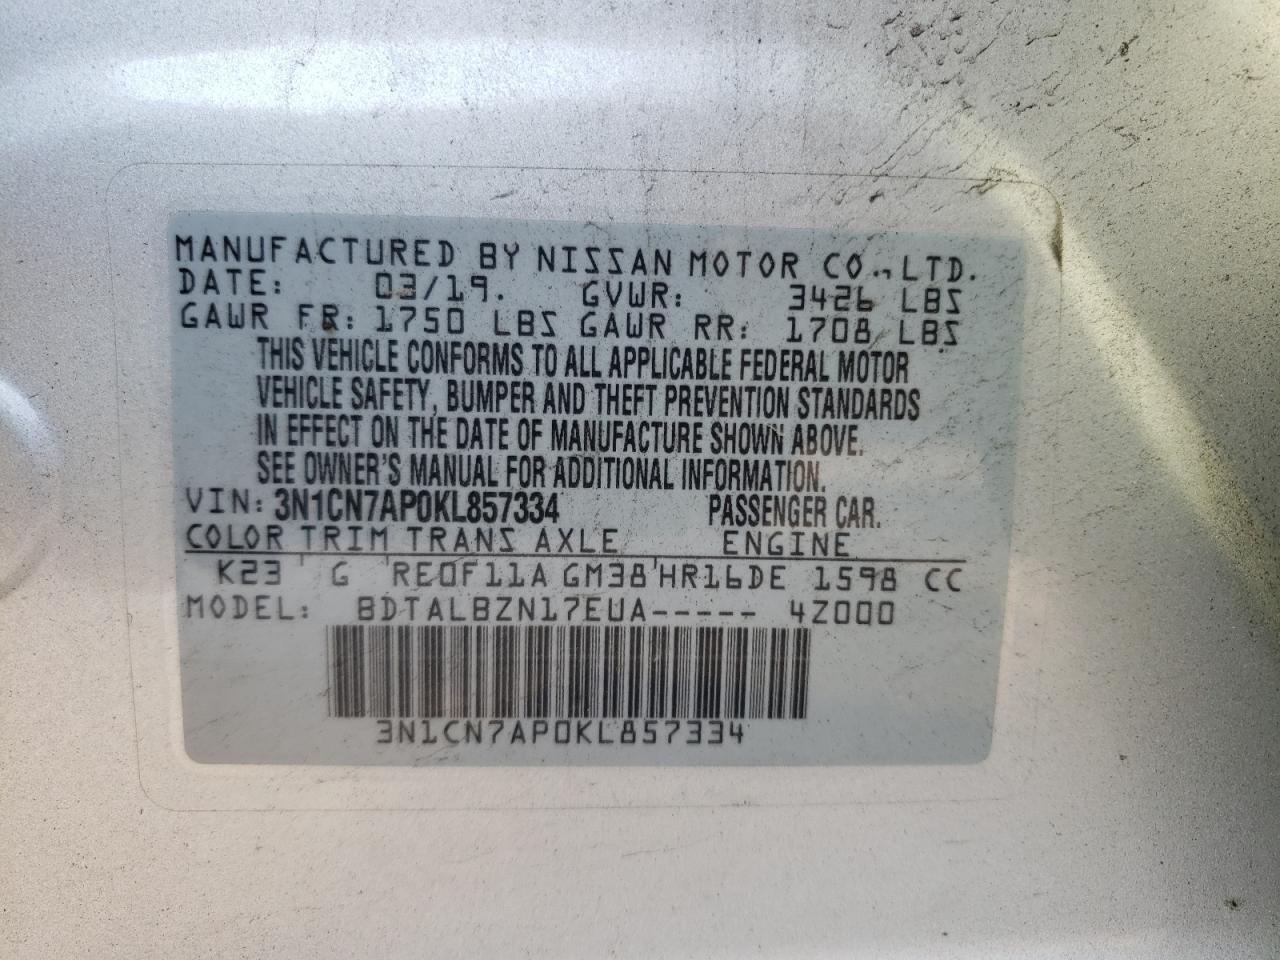 MANUFACTURED BY NISSAN MOTOR CO., LTD.
DATE: 03/19. GVWR: 3426 LBS
GAWR FR: 1750 LBS GAWR RR: 1708 LBS
THIS VEHICLE CONFORMS TO ALL APPLICABLE FEDERAL MOTOR
VEHICLE SAFETY, BUMPER AND THEFT PREVENTION STANDARDS
IN EFFECT ON THE DATE OF MANUFACTURE SHOWN ABOVE.
SEE OWNER'S MANUAL FOR ADDITIONAL INFORMATION.
VIN: 3N1CN7AP0KL857334 PASSENGER CAR.
COLOR TRIM TRANS AXLE ENGINE
K23 ' G ' RE0F11A GM38 ' HR16DE 1598 CC
MODEL: BDTALBZN17EUA----- 4Z000
3N1CN7AP0KL857334